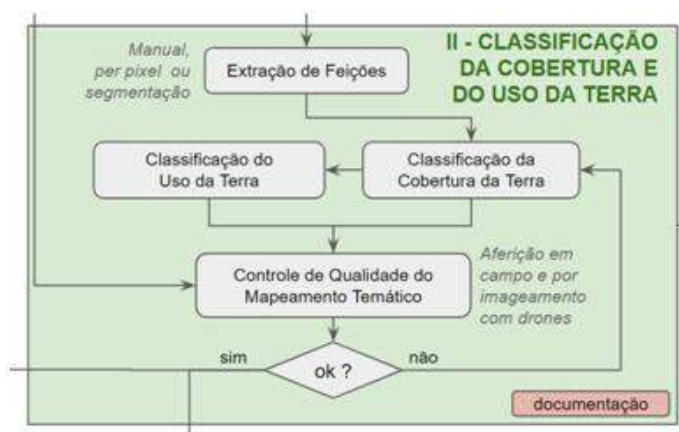 II - CLASSIFICAÇÃO
DA COBERTURA E
DO USO DA TERRA
Manual,
per pixel ou
segmentação
Extração de Feições
Classificação do
Uso da Terra
Classificação da
Cobertura da Terra
Controle de Qualidade do
Mapeamento Temático
Aferição em
campo e por
imageamento
com drones
sim
ok ?
não
documentação